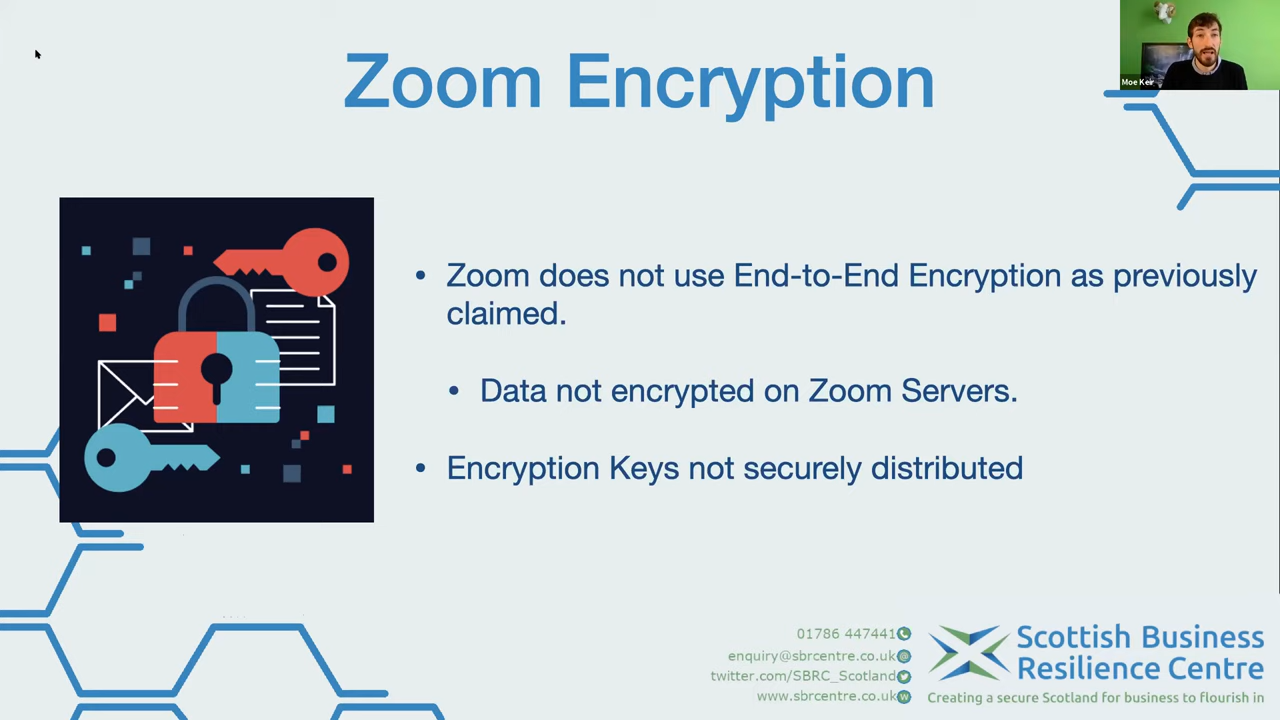 Zoom Encryption
Moe Keir
• Zoom does not use End-to-End Encryption as previously
claimed.
• Data not encrypted on Zoom Servers.
• Encryption Keys not securely distributed
01786 447441
enquiry@sbrcentre.co.uk
twitter.com/SBRC_Scotland
www.sbrcentre.co.uk
Scottish Business
Resilience Centre
Creating a secure Scotland for business to flourish in